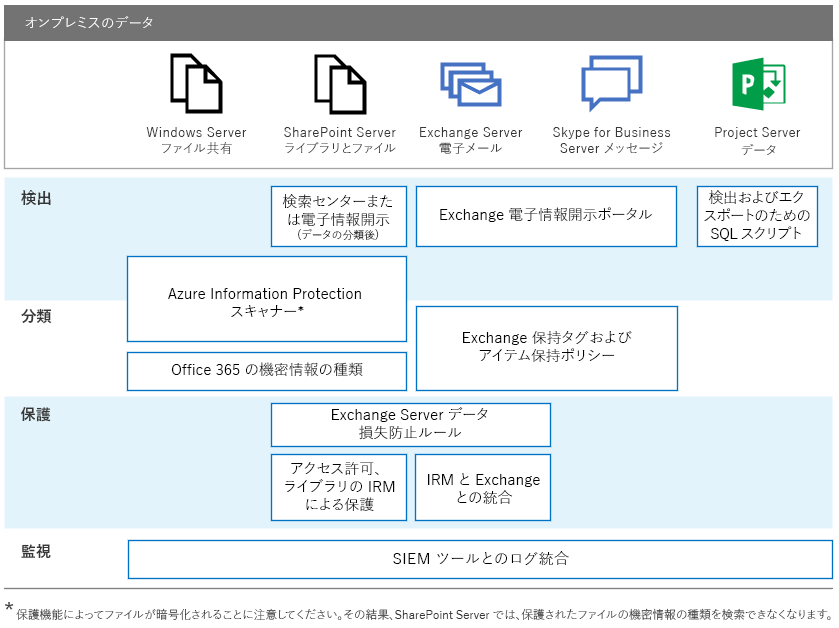 オンプレミスのデータ
Windows Server
ファイル共有
SharePoint Server
ライブラリとファイル
Exchange Server
電子メール
Skype for Business
Server メッセージ
P
Project Server
データ
検出
検索センターまた
は電子情報開示
(データの分類後)
Exchange 電子情報開示ポータル
検出およびエク
スポートのための
SQL スクリプト
Azure Information Protection
スキャナー*
分類
Exchange 保持タグおよび
アイテム保持ポリシー
Office 365 の機密情報の種類
保護
Exchange Server データ
損失防止ルール
アクセス許可、
ライブラリの IRM
による保護
IRM と Exchange
との統合
監視
SIEM ツールとのログ統合
* 保護機能によってファイルが暗号化されることに注意してください。その結果、SharePoint Server では、保護されたファイルの機密情報の種類を検索できなくなります。